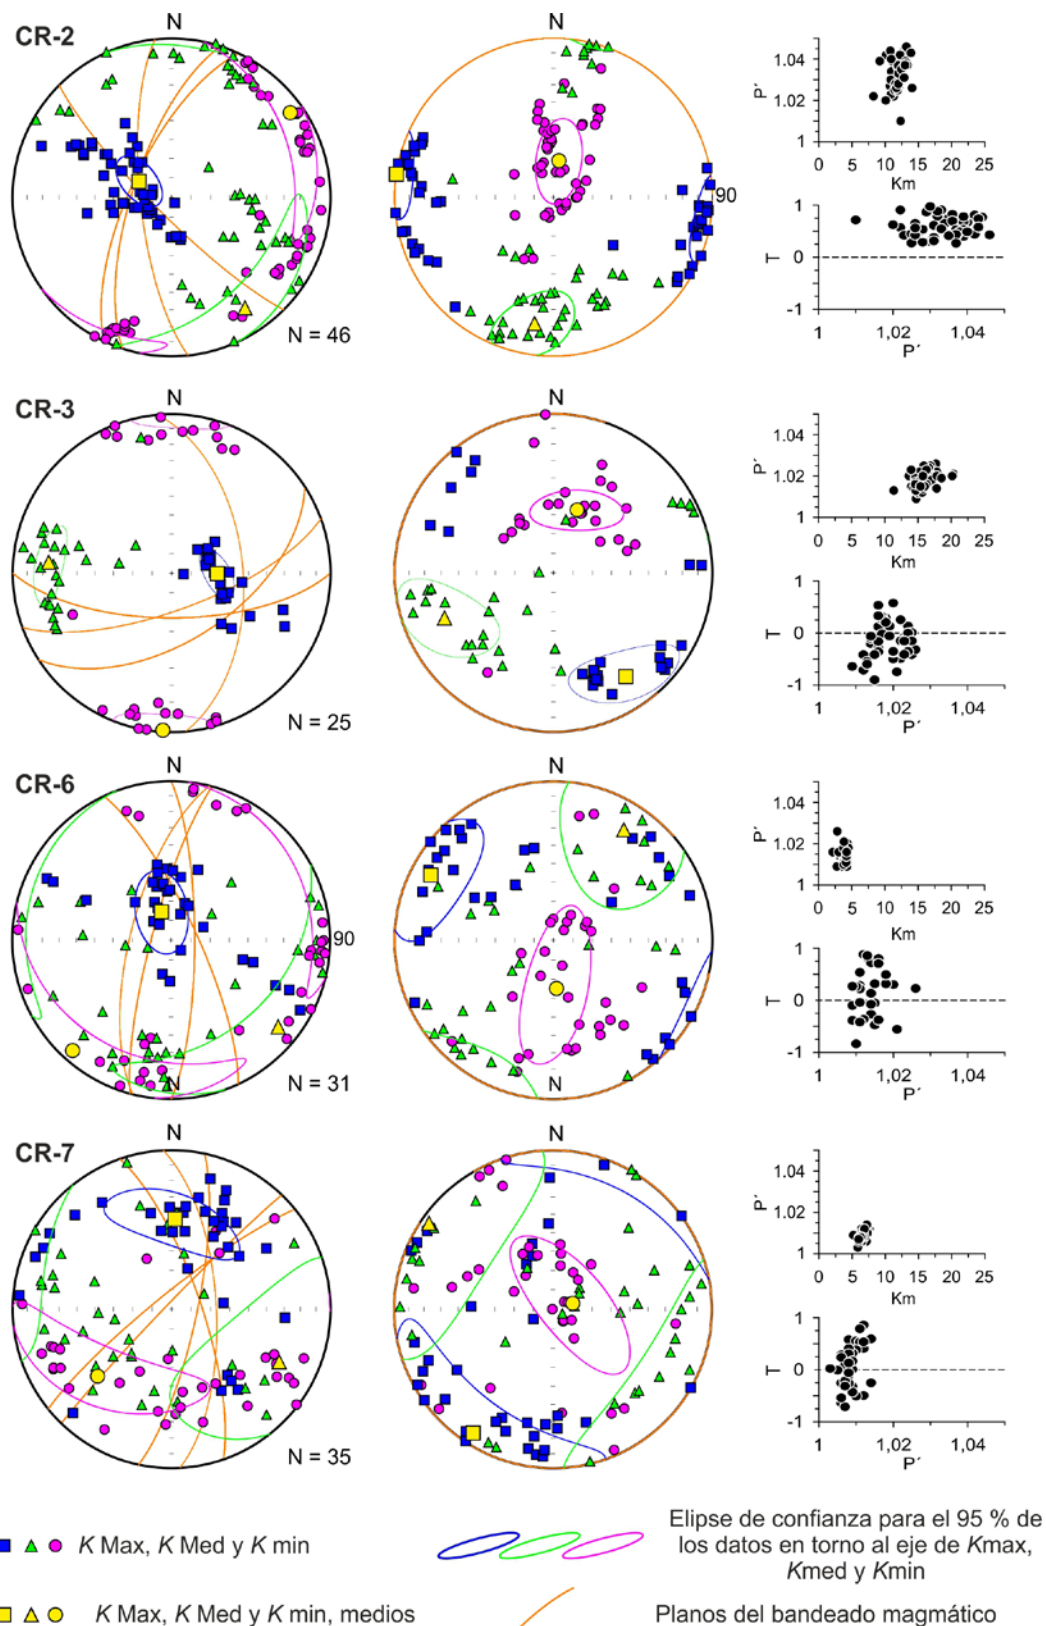 CR-2
N
N
90
N = 46
P´
1.04
1.02
1
0 5 10 15 20 25
Km
T
1
0
-1
1 1,02 1,04
P´
CR-3
N
N
N = 25
P´
1.04
1.02
1
0 5 10 15 20 25
Km
T
1
0
-1
1 1,02 1,04
P´
CR-6
N
N
90
N
N
N = 31
P´
1.04
1.02
1
0 5 10 15 20 25
Km
T
1
0
-1
1 1,02 1,04
P´
CR-7
N
N
N = 35
P´
1.04
1.02
1
0 5 10 15 20 25
Km
T
1
0
-1
1 1,02 1,04
P´
K Max, K Med y K min
Elipse de confianza para el 95 % de
los datos en torno al eje de Kmax,
Kmed y Kmin
K Max, K Med y K min, medios
Planos del bandeado magmático